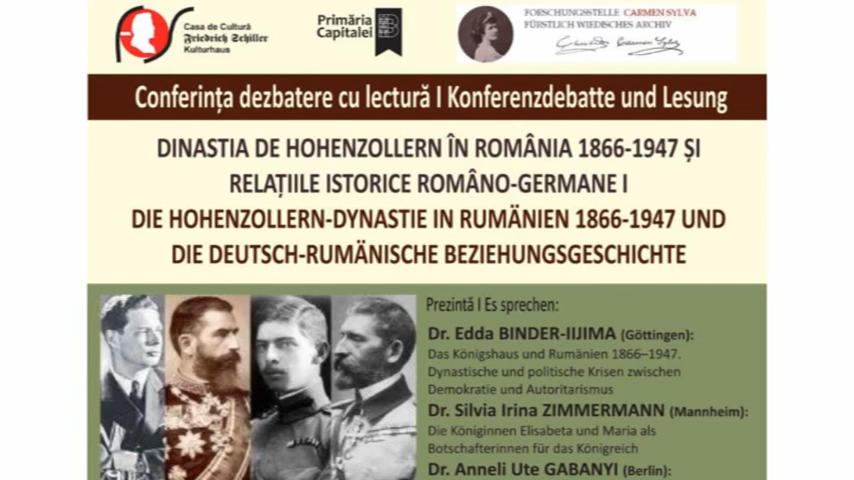 Casa de Cultură
Friedrich Schiller
Kulturhaus
Primăria
Capitalei
FORSCHUNGSSTELLE CARMEN SYLVA
FÜRSTLICH WIEDISCHES ARCHIV
Conferința dezbatere cu lectură I Konferenzdebatte und Lesung
DINASTIA DE HOHENZOLLERN ÎN ROMÂNIA 1866-1947 ȘI
RELAȚIILE ISTORICE ROMÂNO-GERMANE I
DIE HOHENZOLLERN-DYNASTIE IN RUMÄNIEN 1866-1947 UND
DIE DEUTSCH-RUMÄNISCHE BEZIEHUNGSGESCHICHTE
Prezintă I Es sprechen:
Dr. Edda BINDER-IIJIMA (Göttingen):
Das Königshaus und Rumänien 1866–1947.
Dynastische und politische Krisen zwischen
Demokratie und Autoritarismus
Dr. Silvia Irina ZIMMERMANN (Mannheim):
Die Königinnen Elisabeta und Maria als
Botschafterinnen für das Königreich
Dr. Anneli Ute GABANYI (Berlin):